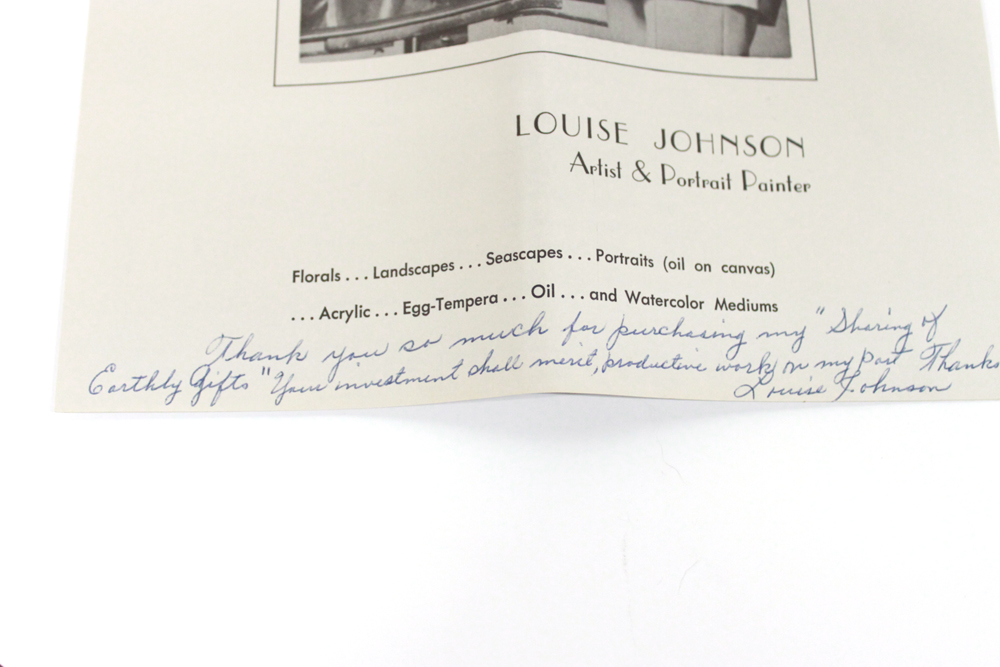 LOUISE JOHNSON
Artist & Portrait Painter
Florals . . . Landscapes . . . Seascapes . . . Portraits (oil on canvas)
. . . Acrylic . . . Egg-Tempera . . . Oil . . . and Watercolor Mediums
Thank you so much for purchasing my "Sharing of
Earthly Gifts" Your investment shall merit, productive work on my part Thanks
Louise Johnson